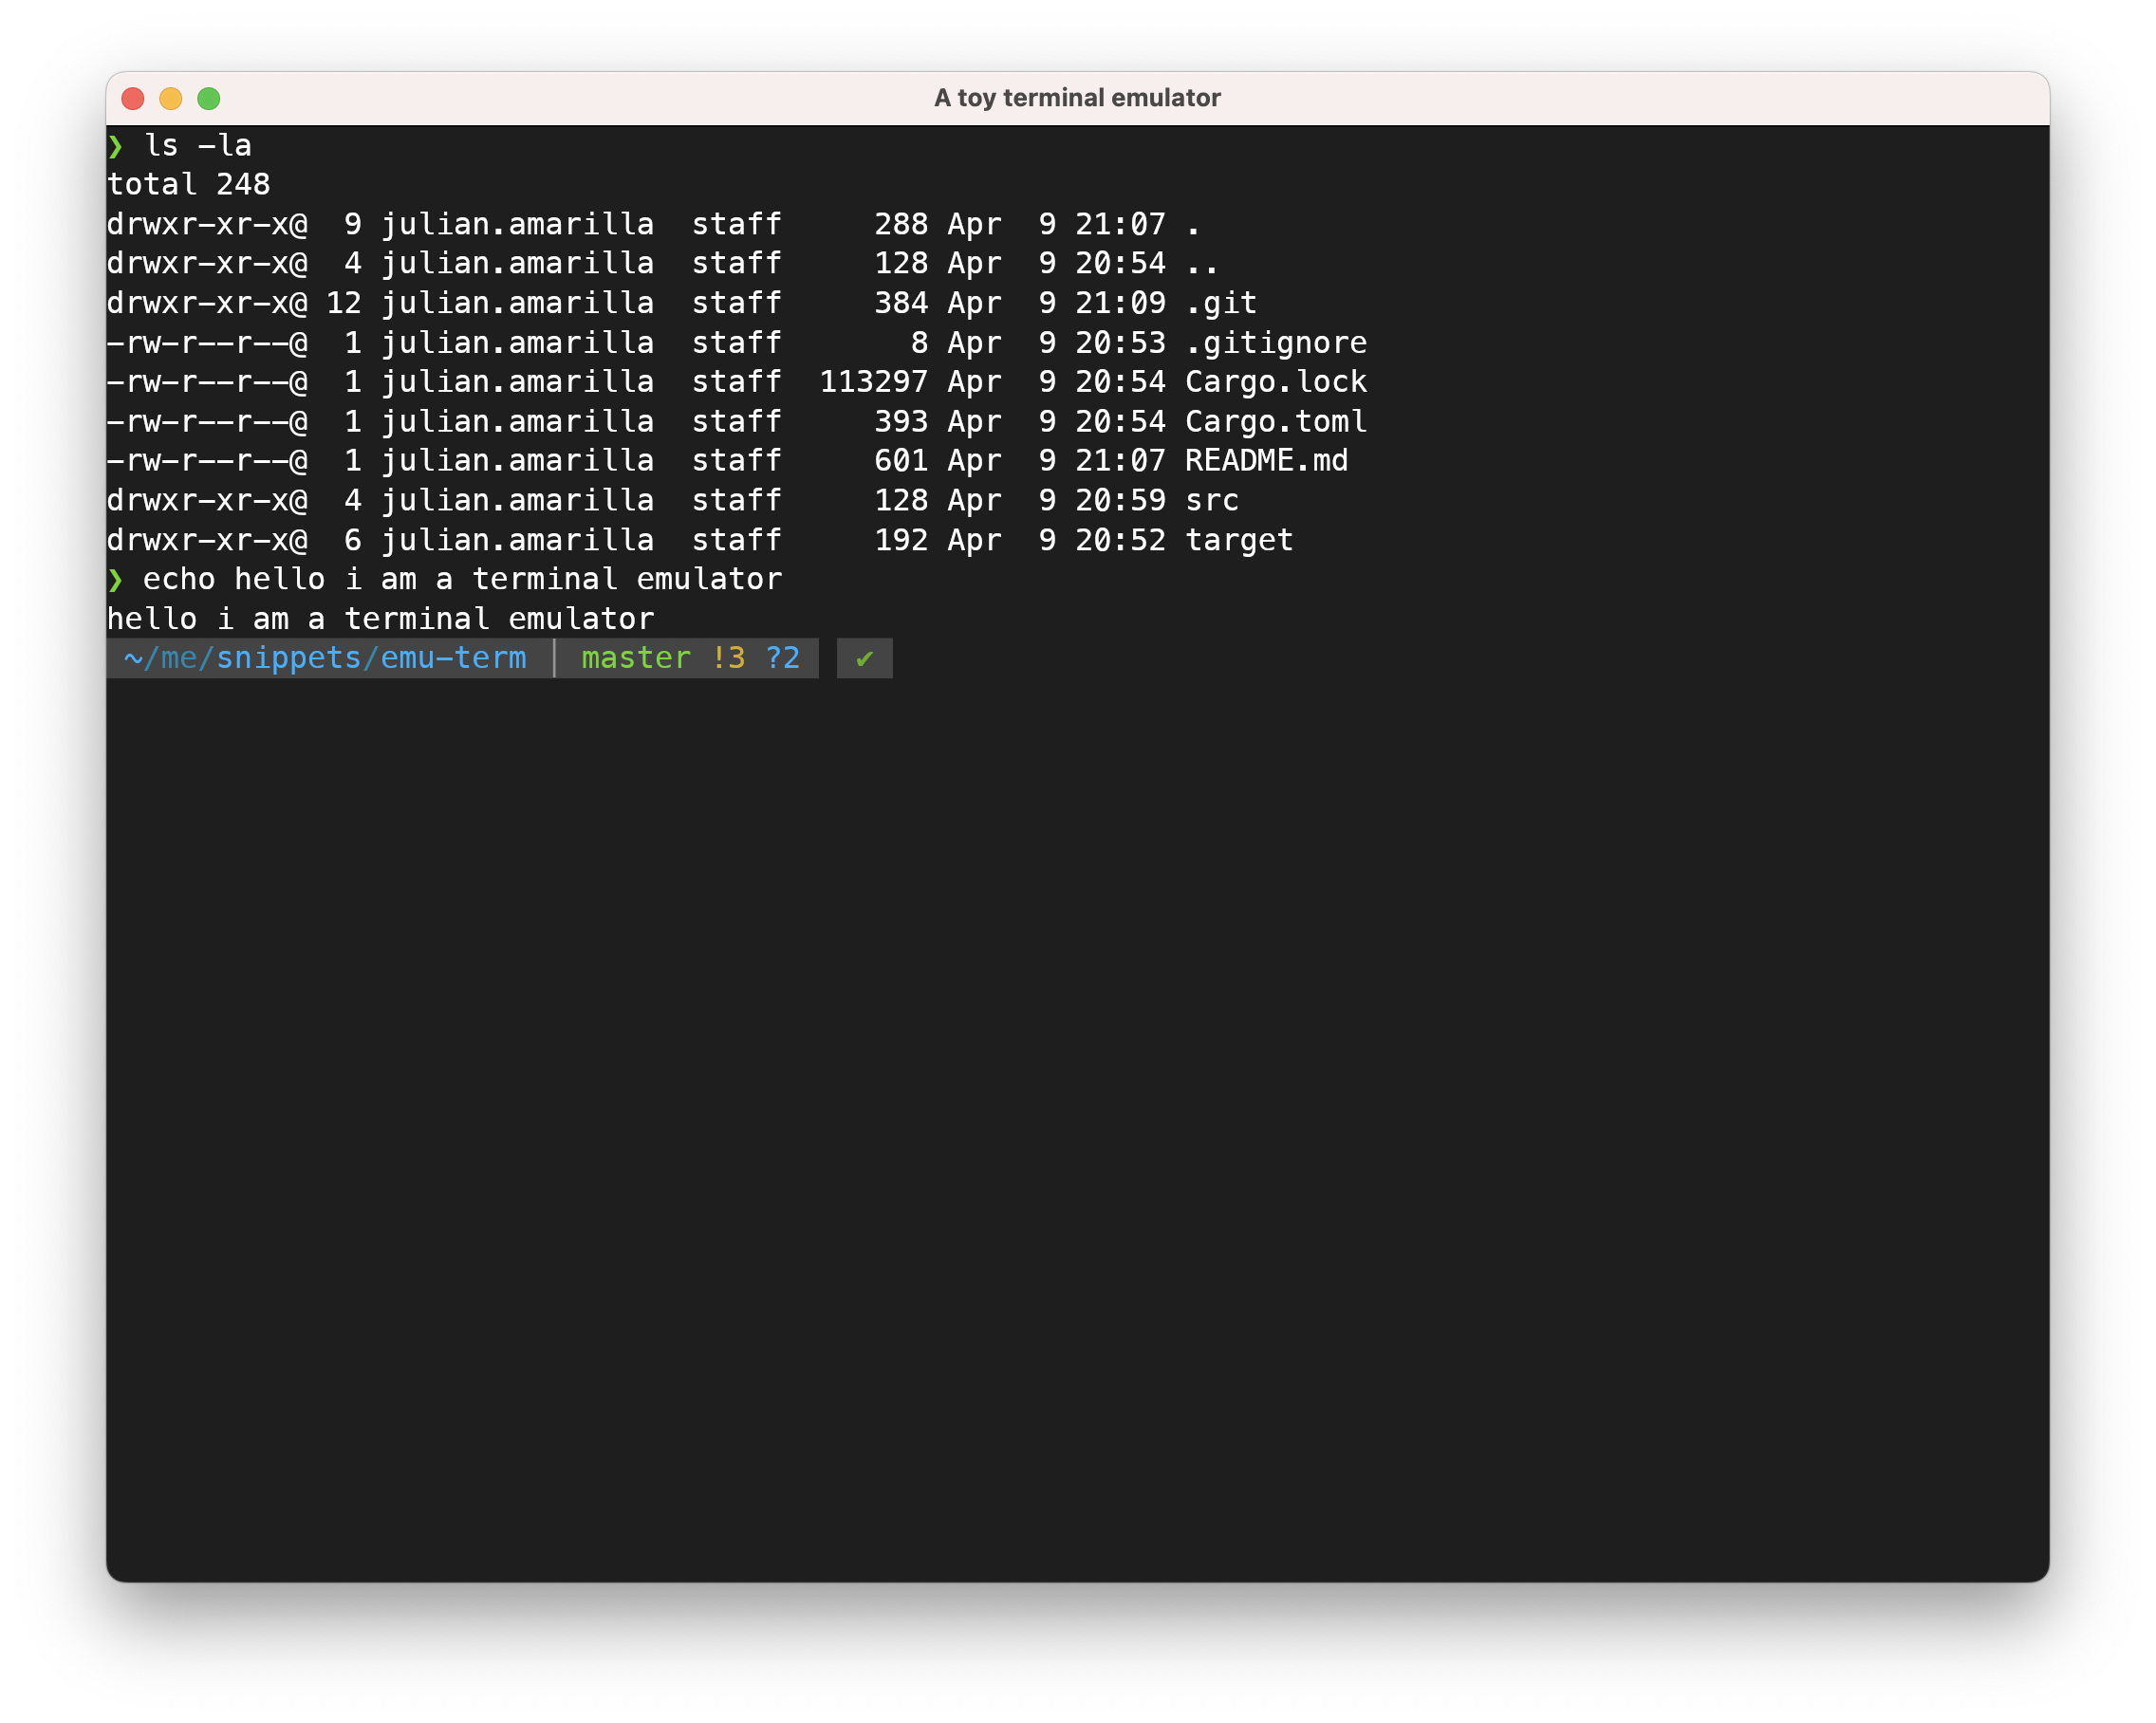 A toy terminal emulator
❯ ls -la
total 248
drwxr-xr-x@  9 julian.amarilla  staff     288 Apr  9 21:07 .
drwxr-xr-x@  4 julian.amarilla  staff     128 Apr  9 20:54 ..
drwxr-xr-x@ 12 julian.amarilla  staff     384 Apr  9 21:09 .git
-rw-r--r--@  1 julian.amarilla  staff       8 Apr  9 20:53 .gitignore
-rw-r--r--@  1 julian.amarilla  staff  113297 Apr  9 20:54 Cargo.lock
-rw-r--r--@  1 julian.amarilla  staff     393 Apr  9 20:54 Cargo.toml
-rw-r--r--@  1 julian.amarilla  staff     601 Apr  9 21:07 README.md
drwxr-xr-x@  4 julian.amarilla  staff     128 Apr  9 20:59 src
drwxr-xr-x@  6 julian.amarilla  staff     192 Apr  9 20:52 target
❯ echo hello i am a terminal emulator
hello i am a terminal emulator
~/me/snippets/emu-term │ master !3 ?2  ✔